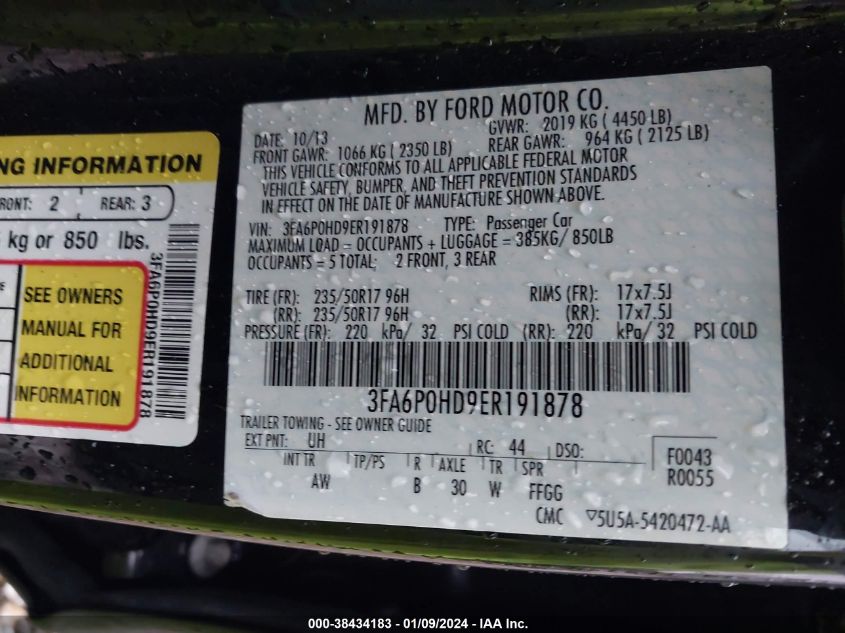 NG INFORMATION
RONT: 2 REAR: 3
kg or 850 lbs.
SEE OWNERS
MANUAL FOR
ADDITIONAL
INFORMATION
3FA6P0HD9ER191878
MFD. BY FORD MOTOR CO.
DATE: 10/13 GVWR: 2019 KG ( 4450 LB)
FRONT GAWR: 1066 KG ( 2350 LB) REAR GAWR: 964 KG ( 2125 LB)
THIS VEHICLE CONFORMS TO ALL APPLICABLE FEDERAL MOTOR
VEHICLE SAFETY, BUMPER, AND THEFT PREVENTION STANDARDS
IN EFFECT ON THE DATE OF MANUFACTURE SHOWN ABOVE.
VIN: 3FA6P0HD9ER191878 TYPE: Passenger Car
MAXIMUM LOAD = OCCUPANTS + LUGGAGE = 385KG/ 850LB
OCCUPANTS = 5 TOTAL; 2 FRONT, 3 REAR
TIRE (FR): 235/50R17 96H RIMS (FR): 17x7.5J
(RR): 235/50R17 96H (RR): 17x7.5J
PRESSURE (FR): 220 kPa/ 32 PSI COLD (RR): 220 kPa/ 32 PSI COLD
3FA6P0HD9ER191878
TRAILER TOWING - SEE OWNER GUIDE
EXT PNT: UH RC: 44 DSO: F0043
INT TR TP/PS R AXLE TR SPR R0055
AW B 30 W FFGG
CMC ▽5U5A-5420472-AA
000-38434183 - 01/09/2024 - IAA Inc.